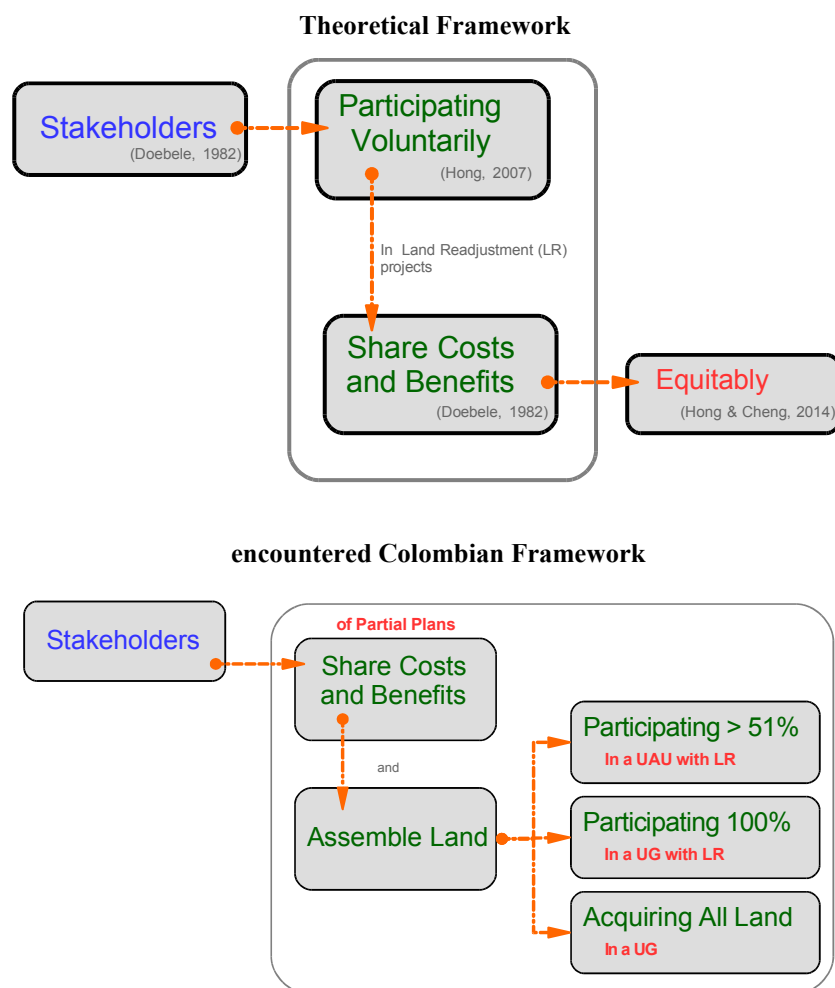 Theoretical Framework
Stakeholders
(Doebele, 1982)
Participating
Voluntarily
(Hong, 2007)
In Land Readjustment (LR)
projects
Share Costs
and Benefits
(Doebele, 1982)
Equitably
(Hong & Cheng, 2014)
encountered Colombian Framework
Stakeholders
of Partial Plans
Share Costs
and Benefits
and
Assemble Land
Participating > 51%
In a UAU with LR
Participating 100%
In a UG with LR
Acquiring All Land
In a UG